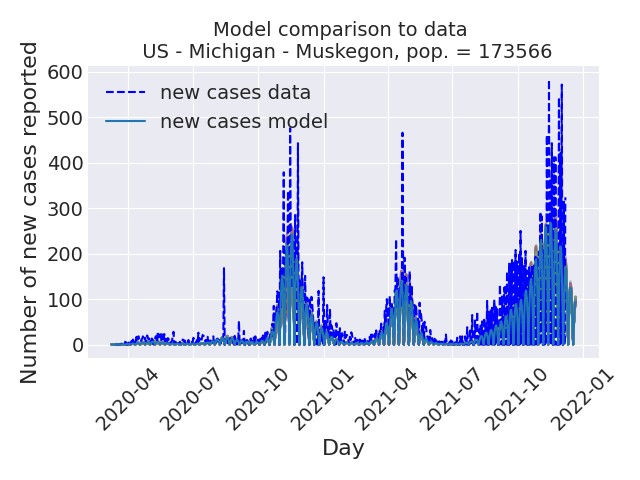 Model comparison to data
US - Michigan - Muskegon, pop. = 173566
Number of new cases reported
600
500
400
300
200
100
0
new cases data
new cases model
2020-04
2020-07
2020-10
2021-01
2021-04
2021-07
2021-10
2022-01
Day